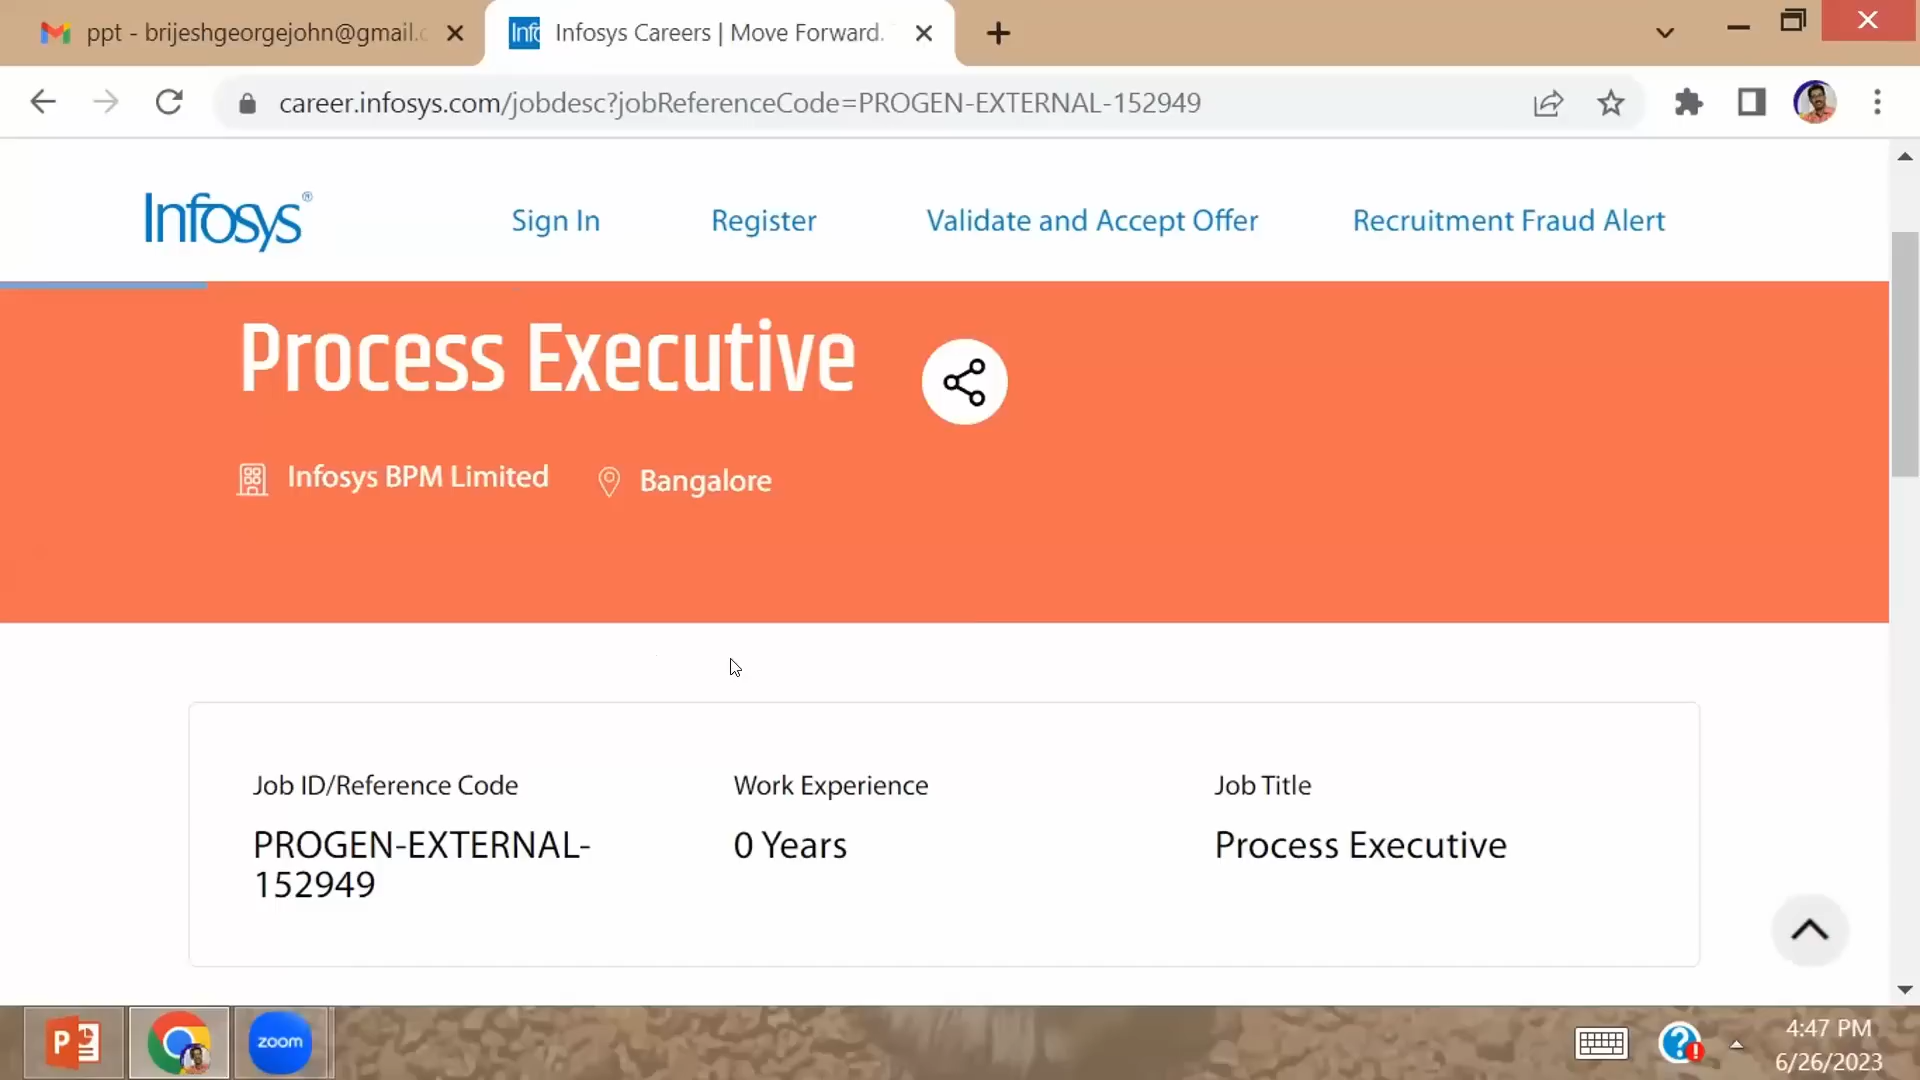 ppt - brijeshgeorgejohn@gmail.c
Infosys Careers | Move Forward.
career.infosys.com/jobdesc?jobReferenceCode=PROGEN-EXTERNAL-152949
Infosys®
Sign In
Register
Validate and Accept Offer
Recruitment Fraud Alert
Process Executive
Infosys BPM Limited
Bangalore
Job ID/Reference Code
PROGEN-EXTERNAL-
152949
Work Experience
0 Years
Job Title
Process Executive
zoom
4:47 PM
6/26/2023